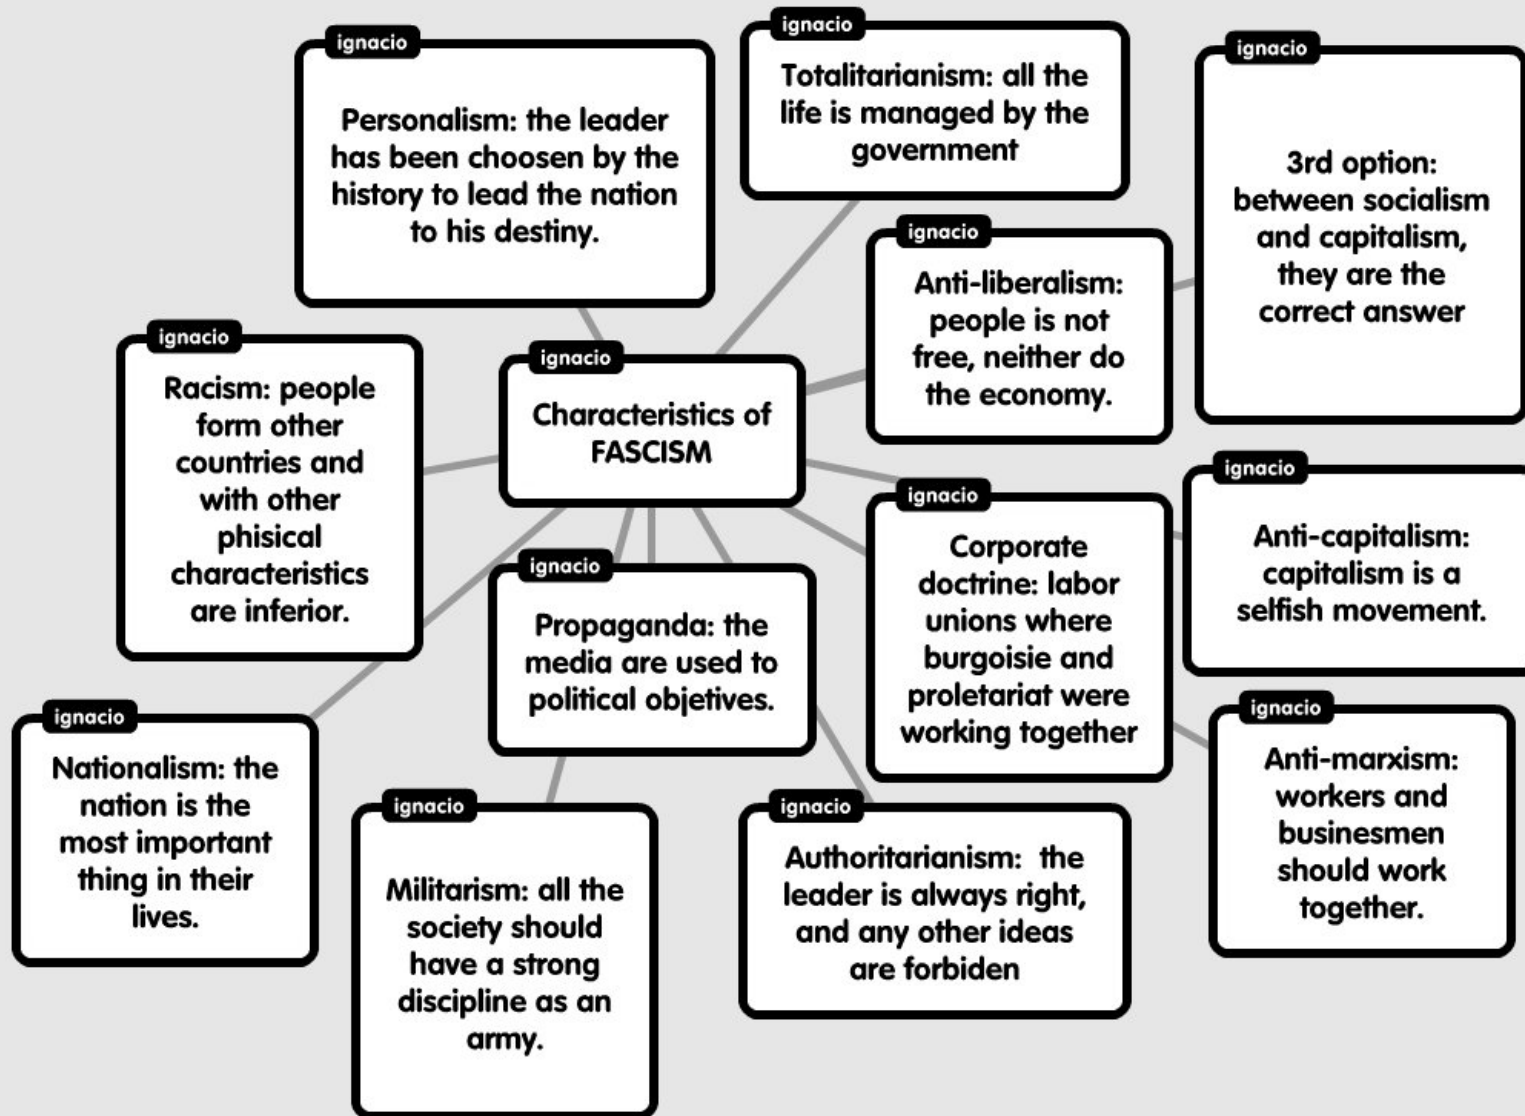 ignacio
Personalism: the leader
has been choosen by the
history to lead the nation
to his destiny.
ignacio
Totalitarianism: all the
life is managed by the
government
ignacio
3rd option:
between socialism
and capitalism,
they are the
correct answer
ignacio
Anti-liberalism:
people is not
free, neither do
the economy.
ignacio
Racism: people
form other
countries and
with other
phisical
characteristics
are inferior.
ignacio
Characteristics of
FASCISM
ignacio
Corporate
doctrine: labor
unions where
burgoisie and
proletariat were
working together
ignacio
Anti-capitalism:
capitalism is a
selfish movement.
ignacio
Propaganda: the
media are used to
political objetives.
ignacio
Nationalism: the
nation is the
most important
thing in their
lives.
ignacio
Militarism: all the
society should
have a strong
discipline as an
army.
ignacio
Authoritarianism:  the
leader is always right,
and any other ideas
are forbiden
ignacio
Anti-marxism:
workers and
businesmen
should work
together.